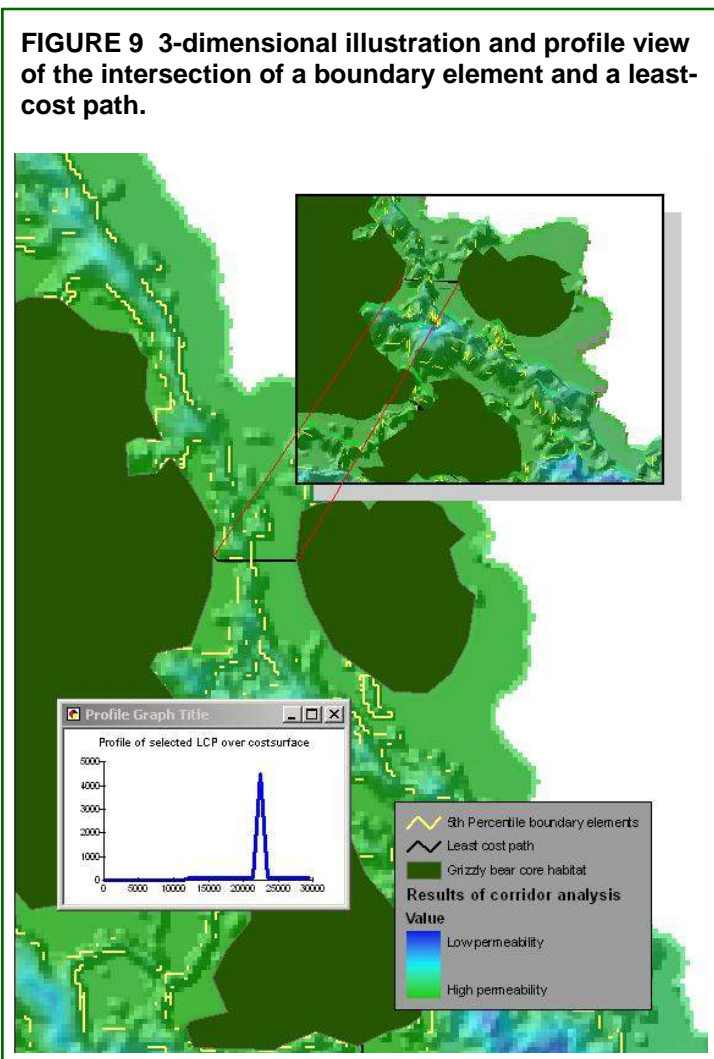 FIGURE 9 3-dimensional illustration and profile view
of the intersection of a boundary element and a least-
cost path.
Profile Graph Title
Profile of selected LCP over costsurface
5000
4000
3000
2000
1000
0
0 5000 10000 15000 20000 25000 30000
5th Percentile boundary elements
Least cost path
Grizzly bear core habitat
Results of corridor analysis
Value
Low permeability
High permeability